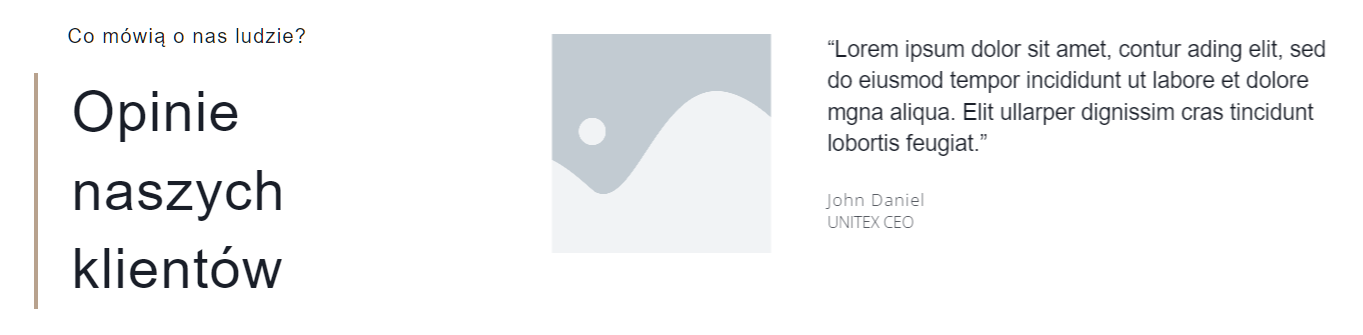 Co mówią o nas ludzie?
Opinie
naszych
klientów
“Lorem ipsum dolor sit amet, contur ading elit, sed
do eiusmod tempor incididunt ut labore et dolore
mgna aliqua. Elit ullarper dignissim cras tincidunt
lobortis feugiat.”
John Daniel
UNITEX CEO